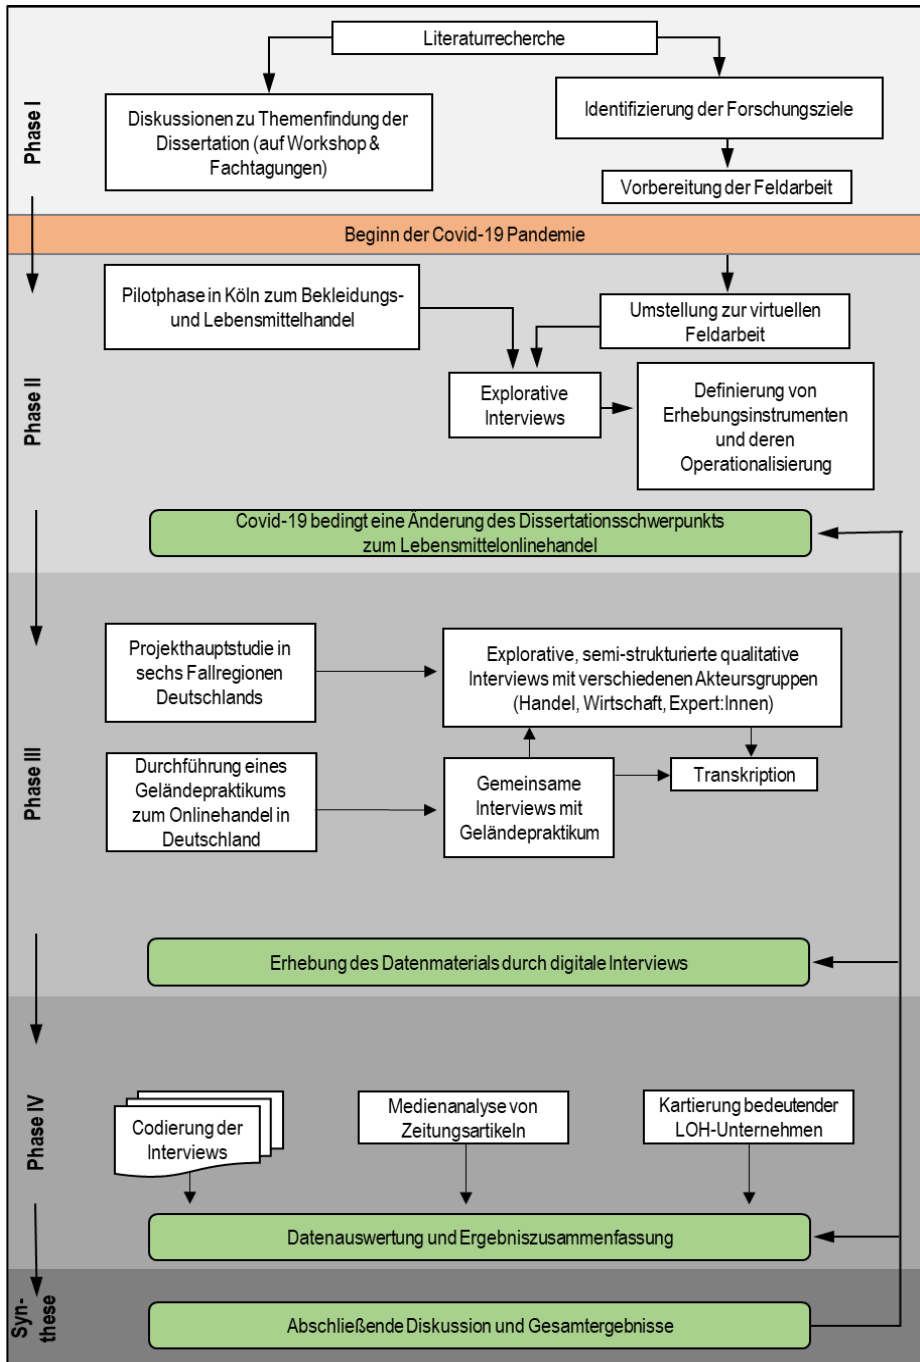 Phase I
Literaturrecherche
Diskussionen zu Themenfindung der
Dissertation (auf Workshop &
Fachtagungen)
Identifizierung der Forschungsziele
Vorbereitung der Feldarbeit
Beginn der Covid-19 Pandemie
Phase II
Pilotphase in Köln zum Bekleidungs-
und Lebensmittelhandel
Umstellung zur virtuellen
Feldarbeit
Explorative
Interviews
Definierung von
Erhebungsinstrumenten
und deren
Operationalisierung
Covid-19 bedingt eine Änderung des Dissertationsschwerpunkts
zum Lebensmittelonlinehandel
Phase III
Projekthauptstudie in
sechs Fallregionen
Deutschlands
Explorative, semi-strukturierte qualitative
Interviews mit verschiedenen Akteursgruppen
(Handel, Wirtschaft, Expert:Innen)
Durchführung eines
Geländepraktikums
zum Onlinehandel in
Deutschland
Gemeinsame
Interviews mit
Geländepraktikum
Transkription
Erhebung des Datenmaterials durch digitale Interviews
Phase IV
Codierung der
Interviews
Medienanalyse von
Zeitungsartikeln
Kartierung bedeutender
LOH-Unternehmen
Datenauswertung und Ergebniszusammenfassung
Syn-
these
Abschließende Diskussion und Gesamtergebnisse